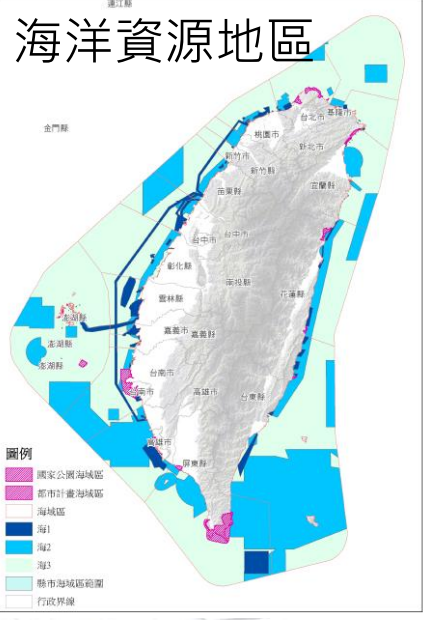 連江縣
海洋資源地區
金門縣
基隆市
台北市
桃園市
新北市
新竹市
新竹縣
宜蘭縣
苗栗縣
台中市
台中市
彰化縣
南投縣
花蓮縣
雲林縣
澎湖縣
嘉義市
嘉義縣
澎湖縣
澎湖縣
台南市
台南市
高雄市
台東縣
高雄市
屏東縣
圖例
國家公園海域區
都市計畫海域區
海域區
海1
海2
海3
縣市海域區範圍
行政界線